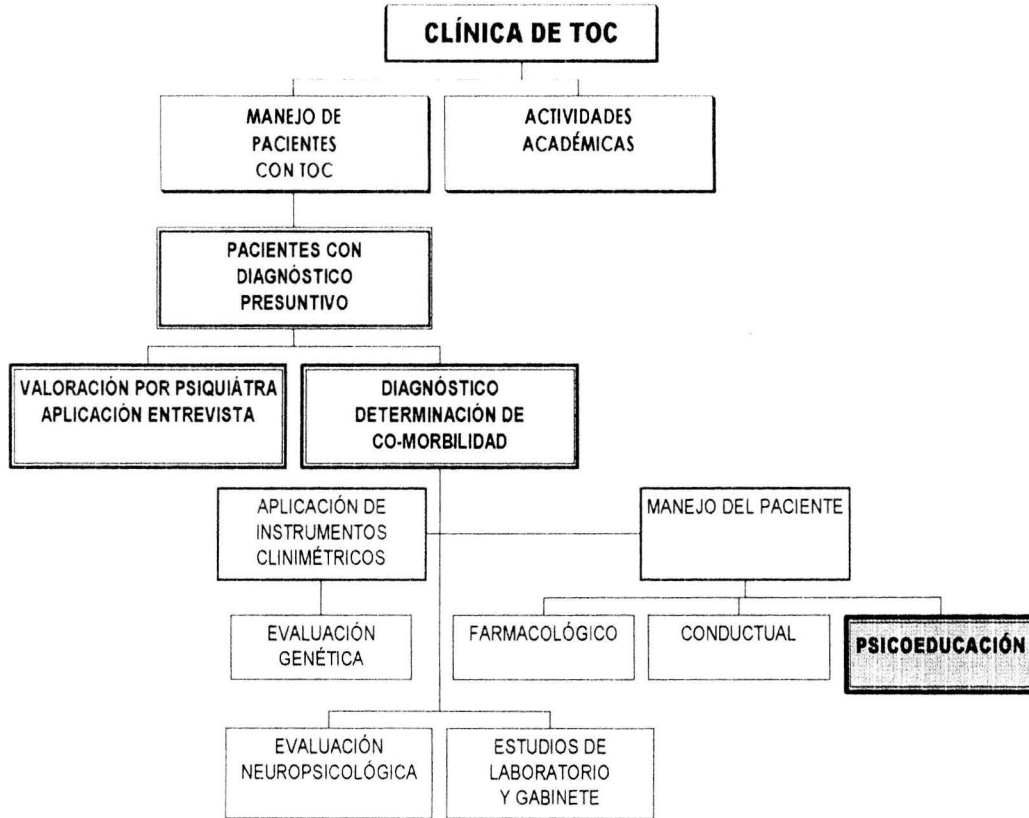 CLÍNICA DE TOC
MANEJO DE
PACIENTES
CON TOC
ACTIVIDADES
ACADÉMICAS
PACIENTES CON
DIAGNÓSTICO
PRESUNTIVO
VALORACIÓN POR PSIQUIÁTRA
APLICACIÓN ENTREVISTA
DIAGNÓSTICO
DETERMINACIÓN DE
CO-MORBILIDAD
APLICACIÓN DE
INSTRUMENTOS
CLINIMÉTRICOS
MANEJO DEL PACIENTE
EVALUACIÓN
GENÉTICA
FARMACOLÓGICO
CONDUCTUAL
PSICOEDUCACIÓN
EVALUACIÓN
NEUROPSICOLÓGICA
ESTUDIOS DE
LABORATORIO
Y GABINETE